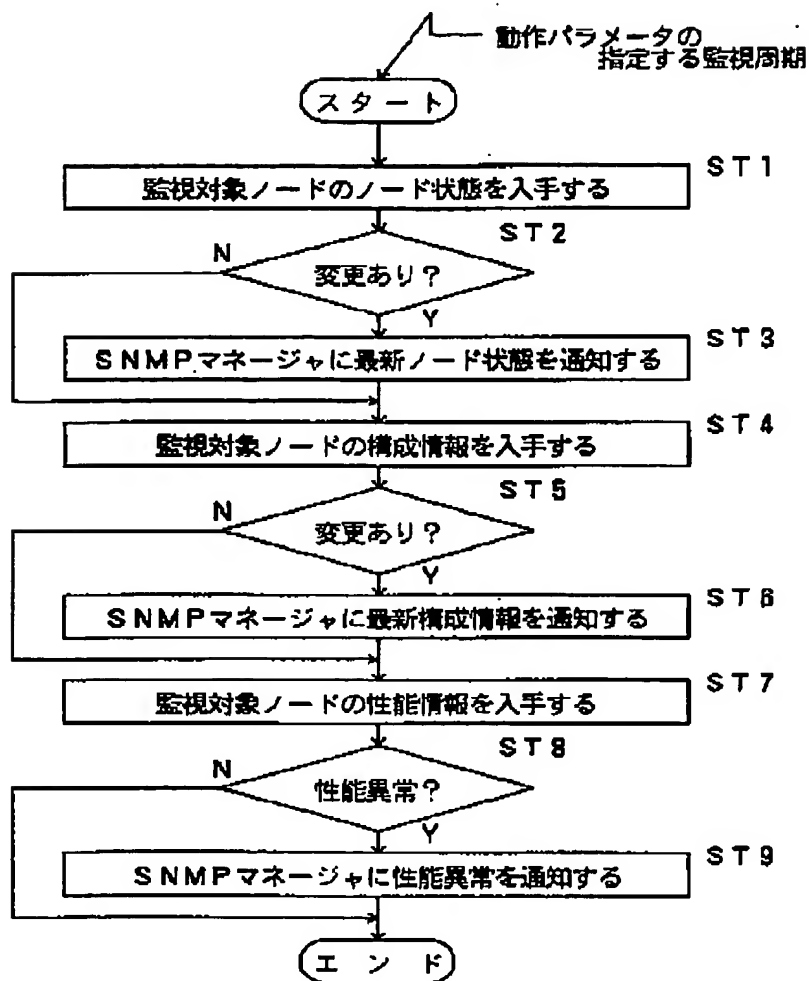 動作パラメータの
指定する監視周期
スタート
ST1
監視対象ノードのノード状態を入手する
ST2
N
変更あり?
Y
ST3
SNMPマネージャに最新ノード状態を通知する
ST4
監視対象ノードの構成情報を入手する
ST5
N
変更あり?
Y
ST6
SNMPマネージャに最新構成情報を通知する
ST7
監視対象ノードの性能情報を入手する
ST8
N
性能異常?
Y
ST9
SNMPマネージャに性能異常を通知する
エンド